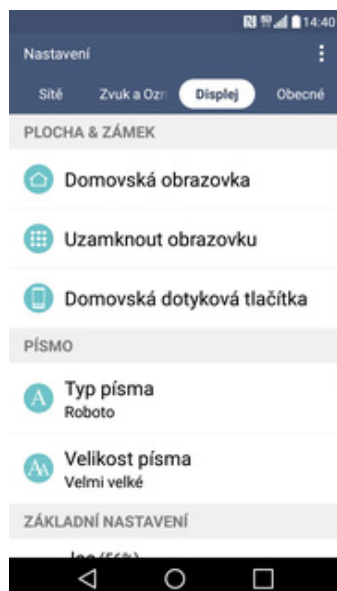 14:40
Nastavení
Sítě Zvuk a Ozn Displej Obecné
PLOCHA & ZÁMEK
Domovská obrazovka
Uzamknout obrazovku
Domovská dotyková tlačítka
PÍSMO
A Typ písma
Roboto
AA Velikost písma
Velmi velké
ZÁKLADNÍ NASTAVENÍ